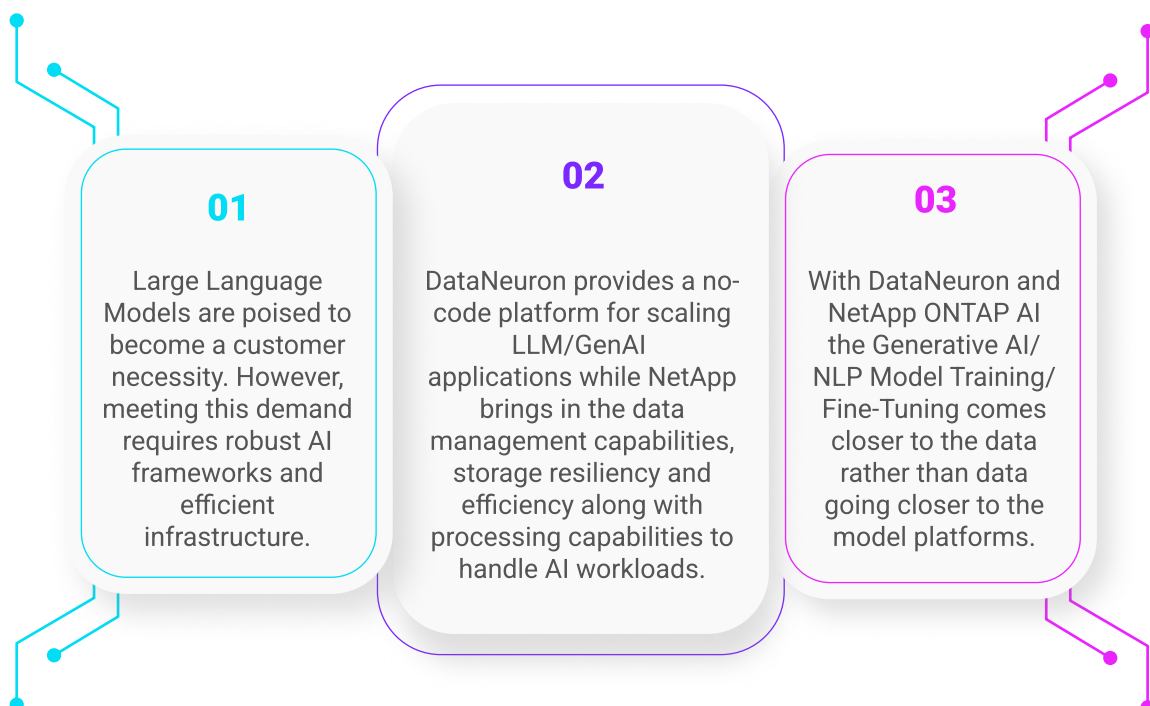 01
Large Language
Models are poised to
become a customer
necessity. However,
meeting this demand
requires robust AI
frameworks and
efficient
infrastructure.
02
DataNeuron provides a no-
code platform for scaling
LLM/GenAI
applications while NetApp
brings in the data
management capabilities,
storage resiliency and
efficiency along with
processing capabilities to
handle AI workloads.
03
With DataNeuron and
NetApp ONTAP AI
the Generative AI/
NLP Model Training/
Fine-Tuning comes
closer to the data
rather than data
going closer to the
model platforms.